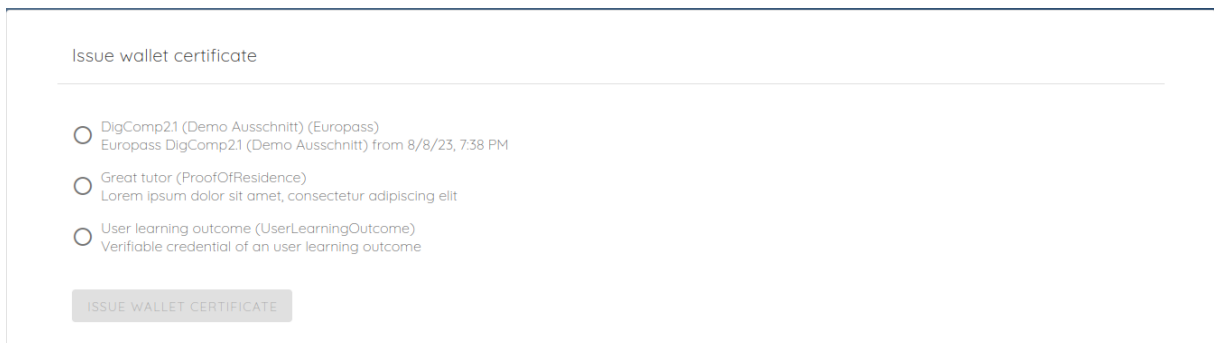 Issue wallet certificate
DigComp2.1 (Demo Ausschnitt) (Europass)
Europass DigComp2.1 (Demo Ausschnitt) from 8/8/23, 7:38 PM
Great tutor (ProofOfResidence)
Lorem ipsum dolor sit amet, consectetur adipiscing elit
User learning outcome (UserLearningOutcome)
Verifiable credential of an user learning outcome
ISSUE WALLET CERTIFICATE